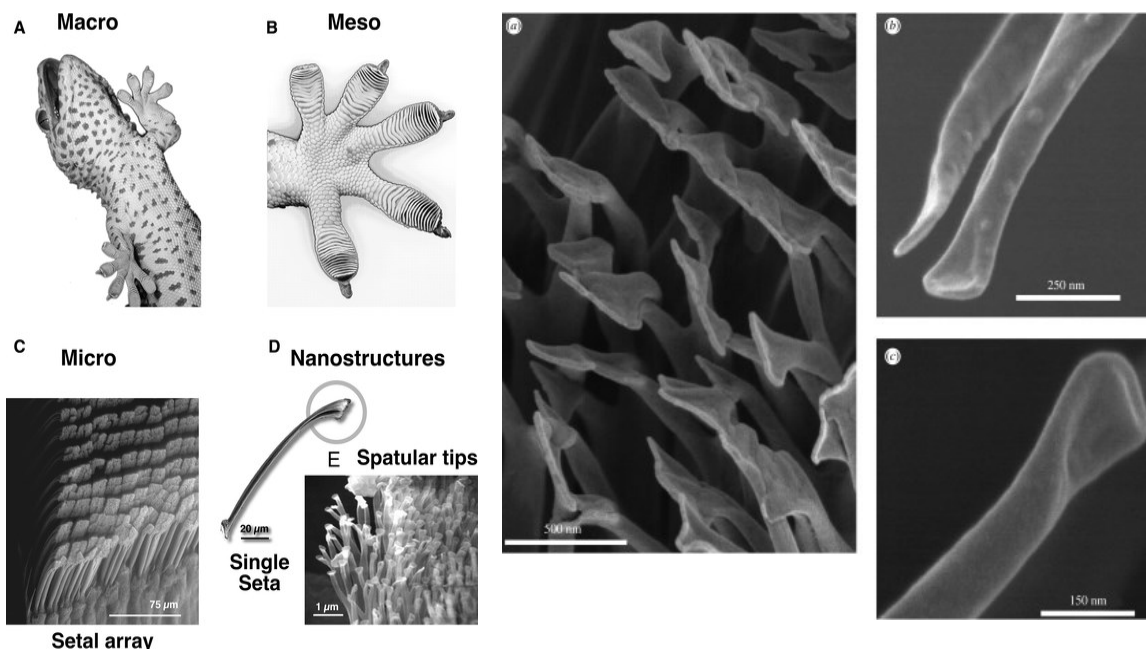 A Macro
B Meso
C Micro
75 µm
Setal array
D Nanostructures
20 µm
Single
Seta
E Spatular tips
1 µm
(a)
500 nm
(b)
250 nm
(c)
150 nm